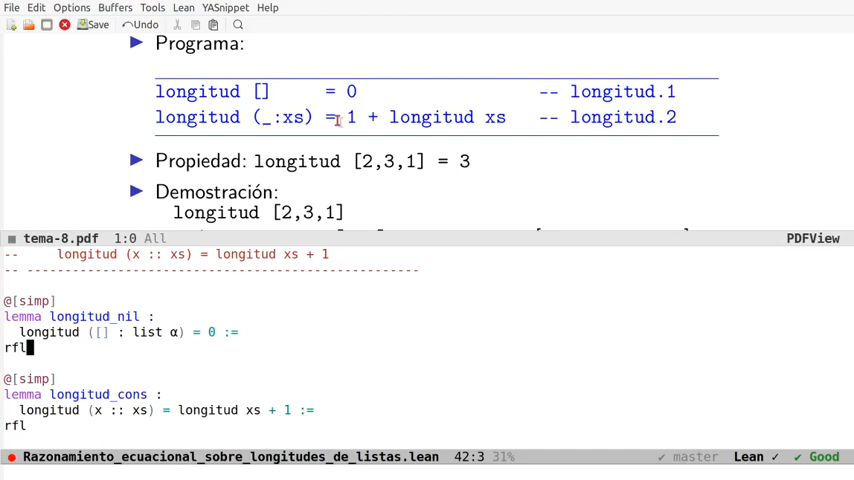 File Edit Options Buffers Tools Lean YASnippet Help
Save Undo
Programa:
longitud [] = 0 -- longitud.1
longitud (_:xs) = 1 + longitud xs -- longitud.2
Propiedad: longitud [2,3,1] = 3
Demostración:
longitud [2,3,1]
tema-8.pdf 1:0 All PDFView
-- longitud (x :: xs) = longitud xs + 1
-- ----------------------------------------------------
@[simp]
lemma longitud_nil :
longitud ([] : list α) = 0 :=
rfl
@[simp]
lemma longitud_cons :
longitud (x :: xs) = longitud xs + 1 :=
rfl
Razonamiento_ecuacional_sobre_longitudes_de_listas.lean 42:3 31% ✓ master Lean ✓ ✓ Good